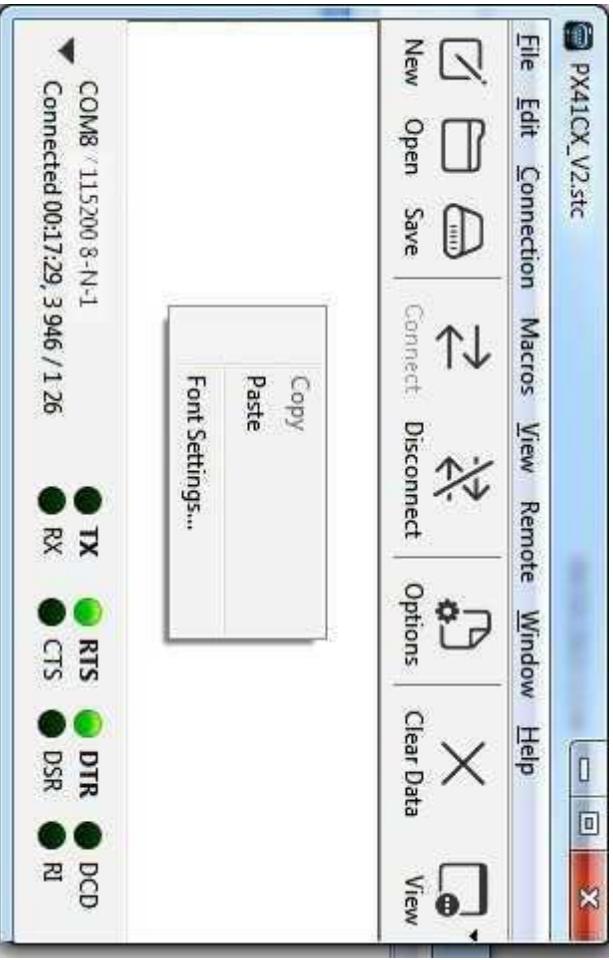 PX41CX_V2.stc
File Edit Connection Macros View Remote Window Help
New Open Save Connect Disconnect Options Clear Data View
Copy
Paste
Font Settings...
COM8 / 115200 8-N-1
Connected 00:17:29, 3 946 / 1 26
TX RTS DTR DCD
RX CTS DSR RI